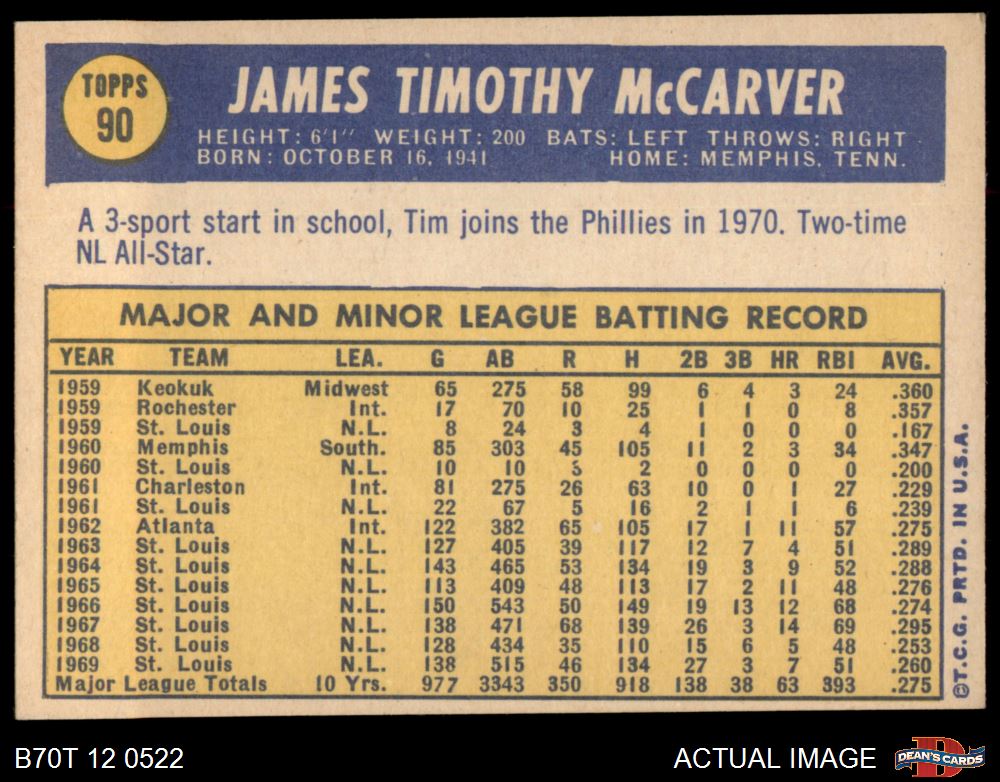 TOPPS
90
JAMES TIMOTHY McCARVER
HEIGHT: 6'1" WEIGHT: 200 BATS: LEFT THROWS: RIGHT
BORN: OCTOBER 16, 1941 HOME: MEMPHIS, TENN.
A 3-sport start in school, Tim joins the Phillies in 1970. Two-time
NL All-Star.
MAJOR AND MINOR LEAGUE BATTING RECORD
YEAR TEAM LEA. G AB R H 2B 3B HR RBI AVG.
1959 Keokuk Midwest 65 275 58 99 6 4 3 24 .360
1959 Rochester Int. 17 70 10 25 1 1 0 8 .357
1959 St. Louis N.L. 8 24 3 4 1 0 0 0 .167
1960 Memphis South. 85 303 45 105 11 2 3 34 .347
1960 St. Louis N.L. 10 10 3 2 0 0 0 0 .200
1961 Charleston Int. 81 275 26 63 10 0 1 27 .229
1961 St. Louis N.L. 22 67 5 16 2 1 1 6 .239
1962 Atlanta Int. 122 382 65 105 17 1 11 57 .275
1963 St. Louis N.L. 127 405 39 117 12 7 4 51 .289
1964 St. Louis N.L. 143 465 53 134 19 3 9 52 .288
1965 St. Louis N.L. 113 409 48 113 17 2 11 48 .276
1966 St. Louis N.L. 150 543 50 149 19 13 12 68 .274
1967 St. Louis N.L. 138 471 68 139 26 3 14 69 .295
1968 St. Louis N.L. 128 434 35 110 15 6 5 48 .253
1969 St. Louis N.L. 138 515 46 134 27 3 7 51 .260
Major League Totals 10 Yrs. 977 3343 350 918 138 38 63 393 .275
©T.C.G. PRTD. IN U.S.A.
B70T 12 0522
ACTUAL IMAGE
D
DEAN'S CARDS